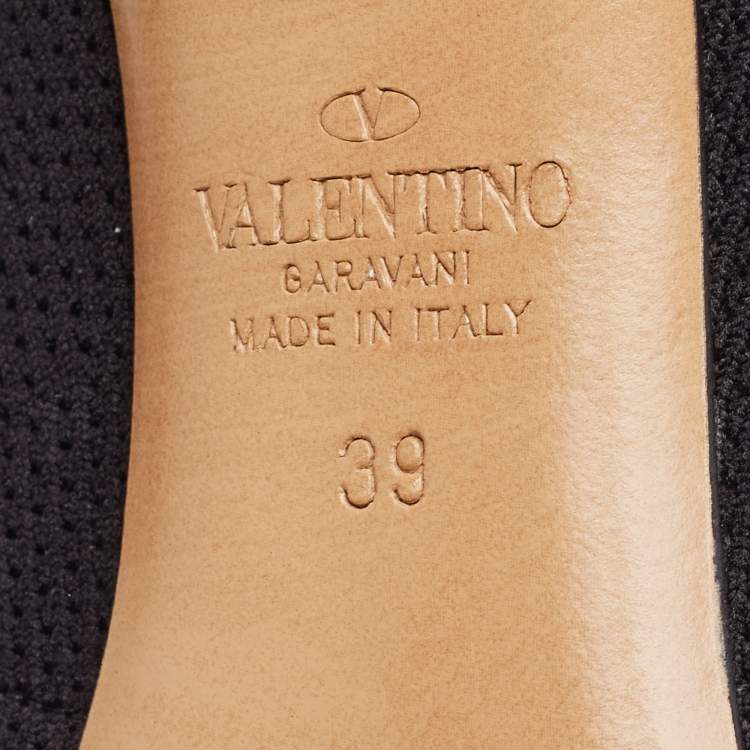 V
VALENTINO
GARAVANI
MADE IN ITALY
39